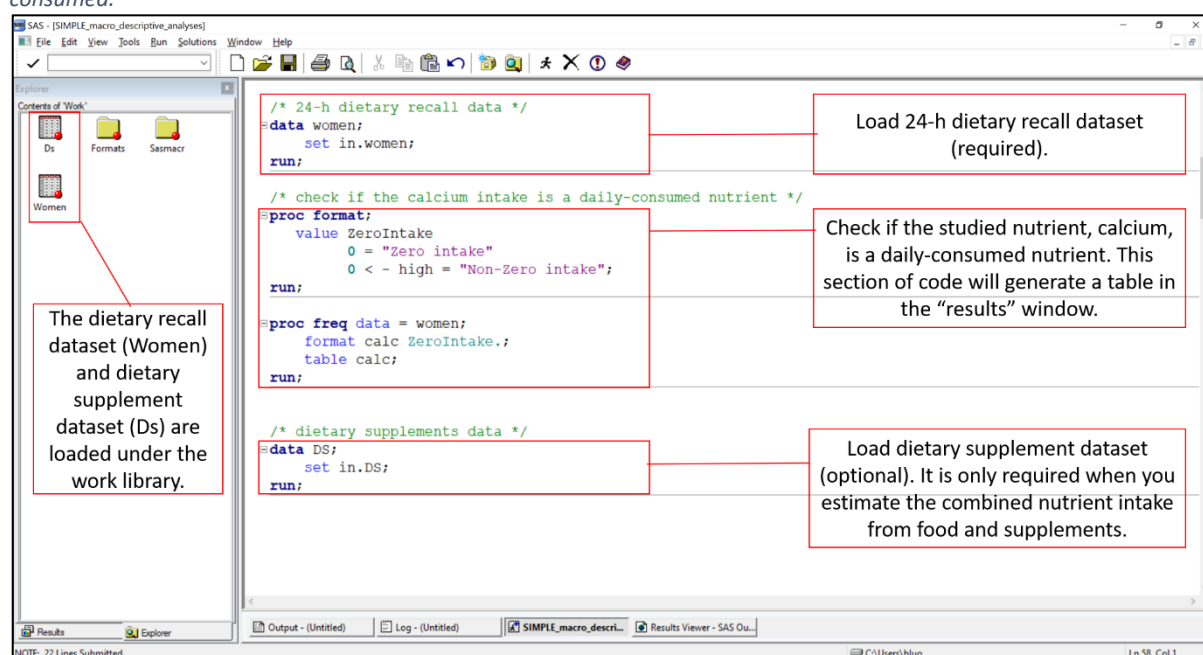 consumed.
SAS - [SIMPLE_macro_descriptive_analyses]
File Edit View Tools Run Solutions Window Help
Explorer
Contents of 'Work'
Ds Formats Sasmacr
Women
The dietary recall
dataset (Women)
and dietary
supplement
dataset (Ds) are
loaded under the
work library.
/* 24-h dietary recall data */
data women;
set in.women;
run;
Load 24-h dietary recall dataset
(required).
/* check if the calcium intake is a daily-consumed nutrient */
proc format;
value ZeroIntake
0 = "Zero intake"
0 < - high = "Non-Zero intake";
run;
proc freq data = women;
format calc ZeroIntake.;
table calc;
run;
Check if the studied nutrient, calcium,
is a daily-consumed nutrient. This
section of code will generate a table in
the “results” window.
/* dietary supplements data */
data DS;
set in.DS;
run;
Load dietary supplement dataset
(optional). It is only required when you
estimate the combined nutrient intake
from food and supplements.
Results Explorer
Output - (Untitled) Log - (Untitled) SIMPLE_macro_descri... Results Viewer - SAS Ou...
NOTE: 22 Lines Submitted. C:\Users\hluo Ln 58, Col 1